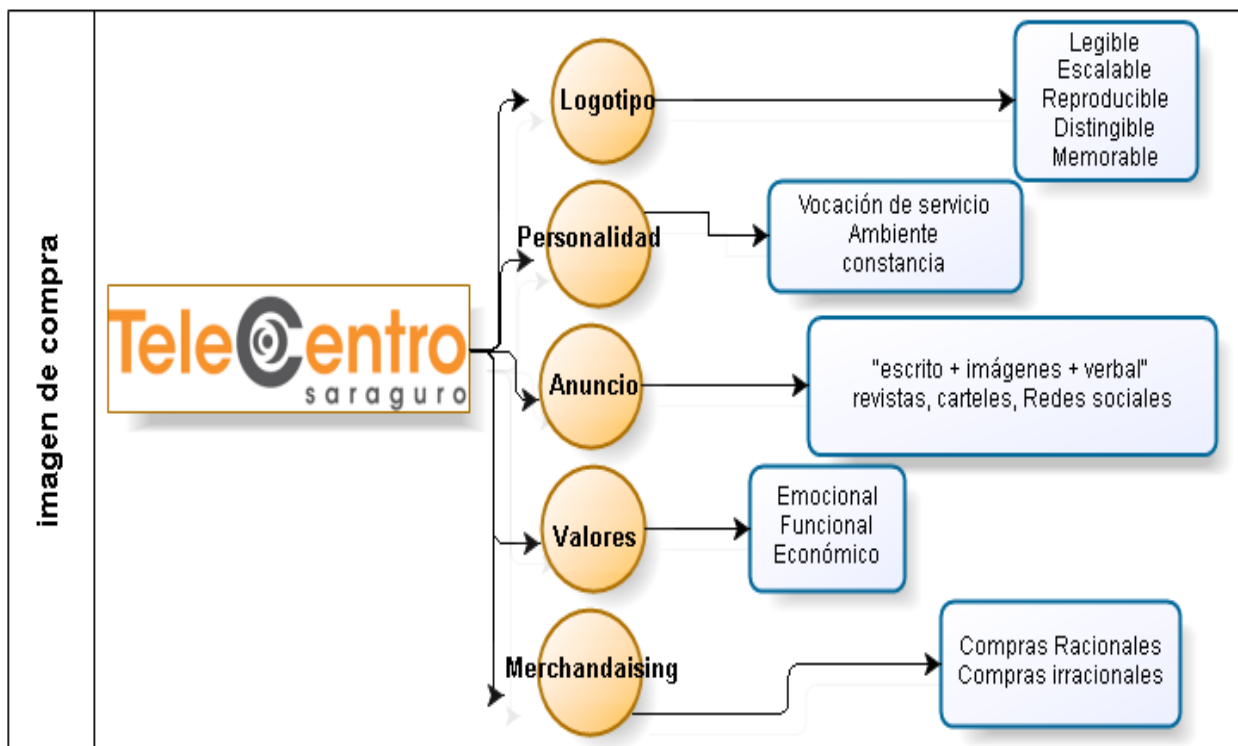 imagen de compra
TeleCentro
saraguro
Logotipo
Legible
Escalable
Reproducible
Distingible
Memorable
Personalidad
Vocación de servicio
Ambiente
constancia
Anuncio
"escrito + imágenes + verbal"
revistas, carteles, Redes sociales
Valores
Emocional
Funcional
Económico
Merchandaising
Compras Racionales
Compras irracionales